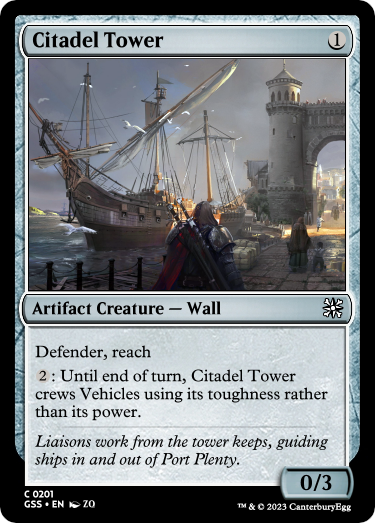 Citadel Tower 1
Artifact Creature — Wall
Defender, reach
2: Until end of turn, Citadel Tower
crews Vehicles using its toughness rather
than its power.
Liaisons work from the tower keeps, guiding
ships in and out of Port Plenty.
0/3
C 0201
GSS • EN ZQ
™ & © 2023 CanterburyEgg